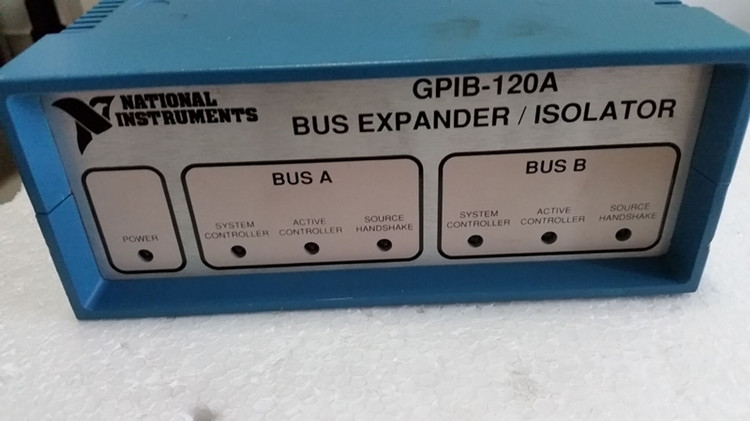 NATIONAL
INSTRUMENTS
GPIB-120A
BUS EXPANDER / ISOLATOR
POWER
BUS A
SYSTEM
CONTROLLER
ACTIVE
CONTROLLER
SOURCE
HANDSHAKE
BUS B
SYSTEM
CONTROLLER
ACTIVE
CONTROLLER
SOURCE
HANDSHAKE